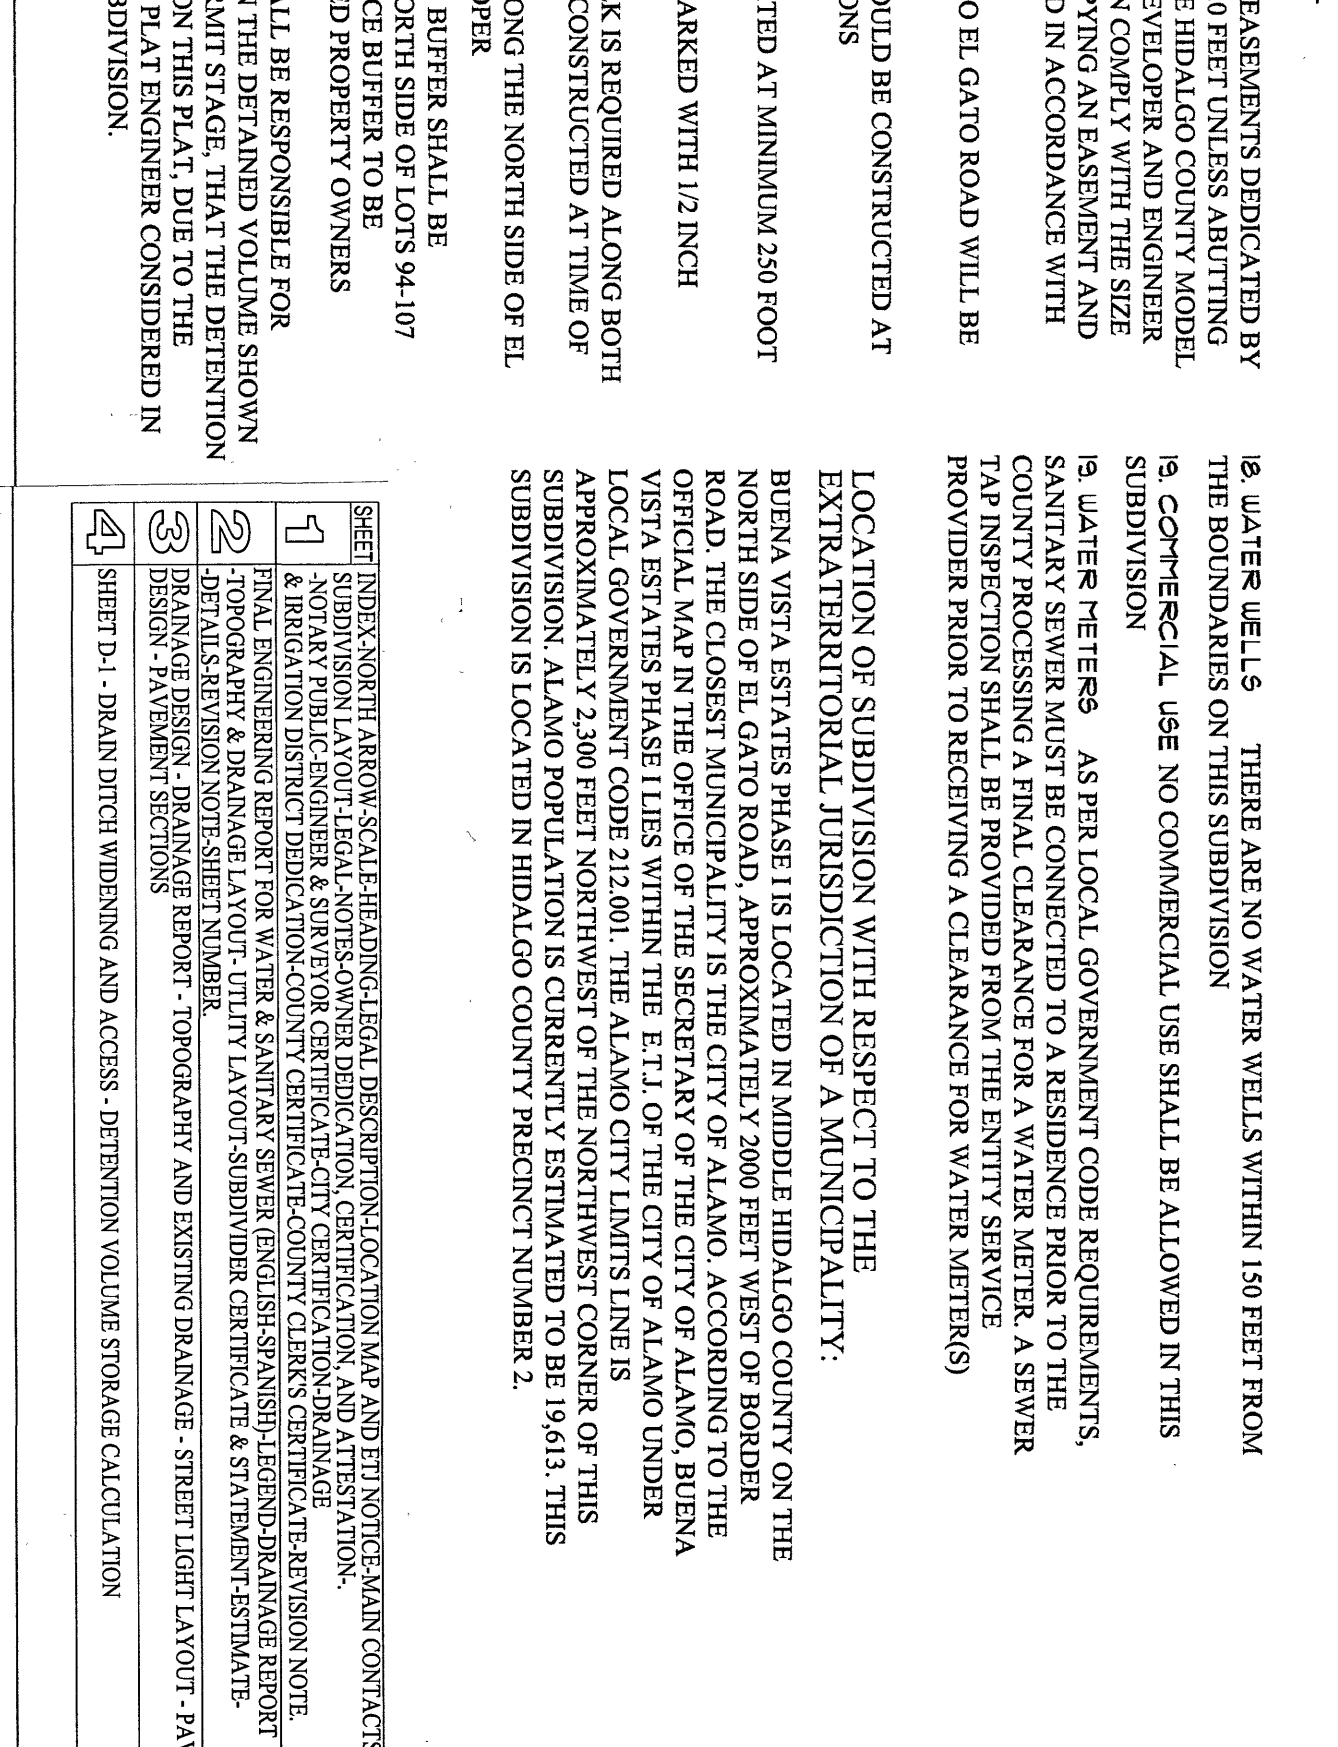 EASEMENTS DEDICATED BY
0 FEET UNLESS ABUTTING
E HIDALGO COUNTY MODEL
EVELOPER AND ENGINEER
N COMPLY WITH THE SIZE
PYING AN EASEMENT AND
D IN ACCORDANCE WITH
O EL GATO ROAD WILL BE
OULD BE CONSTRUCTED AT
ONS
TED AT MINIMUM 250 FOOT
ARKED WITH 1/2 INCH
K IS REQUIRED ALONG BOTH
CONSTRUCTED AT TIME OF
ONG THE NORTH SIDE OF EL
OPER
BUFFER SHALL BE
ORTH SIDE OF LOTS 94-107
CE BUFFER TO BE
ED PROPERTY OWNERS
ALL BE RESPONSIBLE FOR
N THE DETAINED VOLUME SHOWN
RMIT STAGE, THAT THE DETENTION
ON THIS PLAT, DUE TO THE
PLAT ENGINEER CONSIDERED IN
BDIVISION.
18. WATER WELLS THERE ARE NO WATER WELLS WITHIN 150 FEET FROM
THE BOUNDARIES ON THIS SUBDIVISION
19. COMMERCIAL USE NO COMMERCIAL USE SHALL BE ALLOWED IN THIS
SUBDIVISION
19. WATER METERS AS PER LOCAL GOVERNMENT CODE REQUIREMENTS,
SANITARY SEWER MUST BE CONNECTED TO A RESIDENCE PRIOR TO THE
COUNTY PROCESSING A FINAL CLEARANCE FOR A WATER METER. A SEWER
TAP INSPECTION SHALL BE PROVIDED FROM THE ENTITY SERVICE
PROVIDER PRIOR TO RECEIVING A CLEARANCE FOR WATER METER(S)
LOCATION OF SUBDIVISION WITH RESPECT TO THE
EXTRATERRITORIAL JURISDICTION OF A MUNICIPALITY:
BUENA VISTA ESTATES PHASE I IS LOCATED IN MIDDLE HIDALGO COUNTY ON THE
NORTH SIDE OF EL GATO ROAD, APPROXIMATELY 2000 FEET WEST OF BORDER
ROAD. THE CLOSEST MUNICIPALITY IS THE CITY OF ALAMO. ACCORDING TO THE
OFFICIAL MAP IN THE OFFICE OF THE SECRETARY OF THE CITY OF ALAMO, BUENA
VISTA ESTATES PHASE I LIES WITHIN THE E.T.J. OF THE CITY OF ALAMO UNDER
LOCAL GOVERNMENT CODE 212.001. THE ALAMO CITY LIMITS LINE IS
APPROXIMATELY 2,300 FEET NORTHWEST OF THE NORTHWEST CORNER OF THIS
SUBDIVISION. ALAMO POPULATION IS CURRENTLY ESTIMATED TO BE 19,613. THIS
SUBDIVISION IS LOCATED IN HIDALGO COUNTY PRECINCT NUMBER 2.
SHEET INDEX-NORTH ARROW-SCALE-HEADING-LEGAL DESCRIPTION-LOCATION MAP AND ETJ NOTICE-MAIN CONTACTS
SUBDIVISION LAYOUT-LEGAL-NOTES-OWNER DEDICATION, CERTIFICATION, AND ATTESTATION-.
1 -NOTARY PUBLIC-ENGINEER & SURVEYOR CERTIFICATE-CITY CERTIFICATION-DRAINAGE
& IRRIGATION DISTRICT DEDICATION-COUNTY CERTIFICATE-COUNTY CLERK'S CERTIFICATE-REVISION NOTE.
FINAL ENGINEERING REPORT FOR WATER & SANITARY SEWER (ENGLISH-SPANISH)-LEGEND-DRAINAGE REPORT
2 -TOPOGRAPHY & DRAINAGE LAYOUT- UTLITY LAYOUT-SUBDIVIDER CERTIFICATE & STATEMENT-ESTIMATE-
-DETAILS-REVISION NOTE-SHEET NUMBER.
3 DRAINAGE DESIGN - DRAINAGE REPORT - TOPOGRAPHY AND EXISTING DRAINAGE - STREET LIGHT LAYOUT - PAV
DESIGN - PAVEMENT SECTIONS
4 SHEET D-1 - DRAIN DITCH WIDENING AND ACCESS - DETENTION VOLUME STORAGE CALCULATION